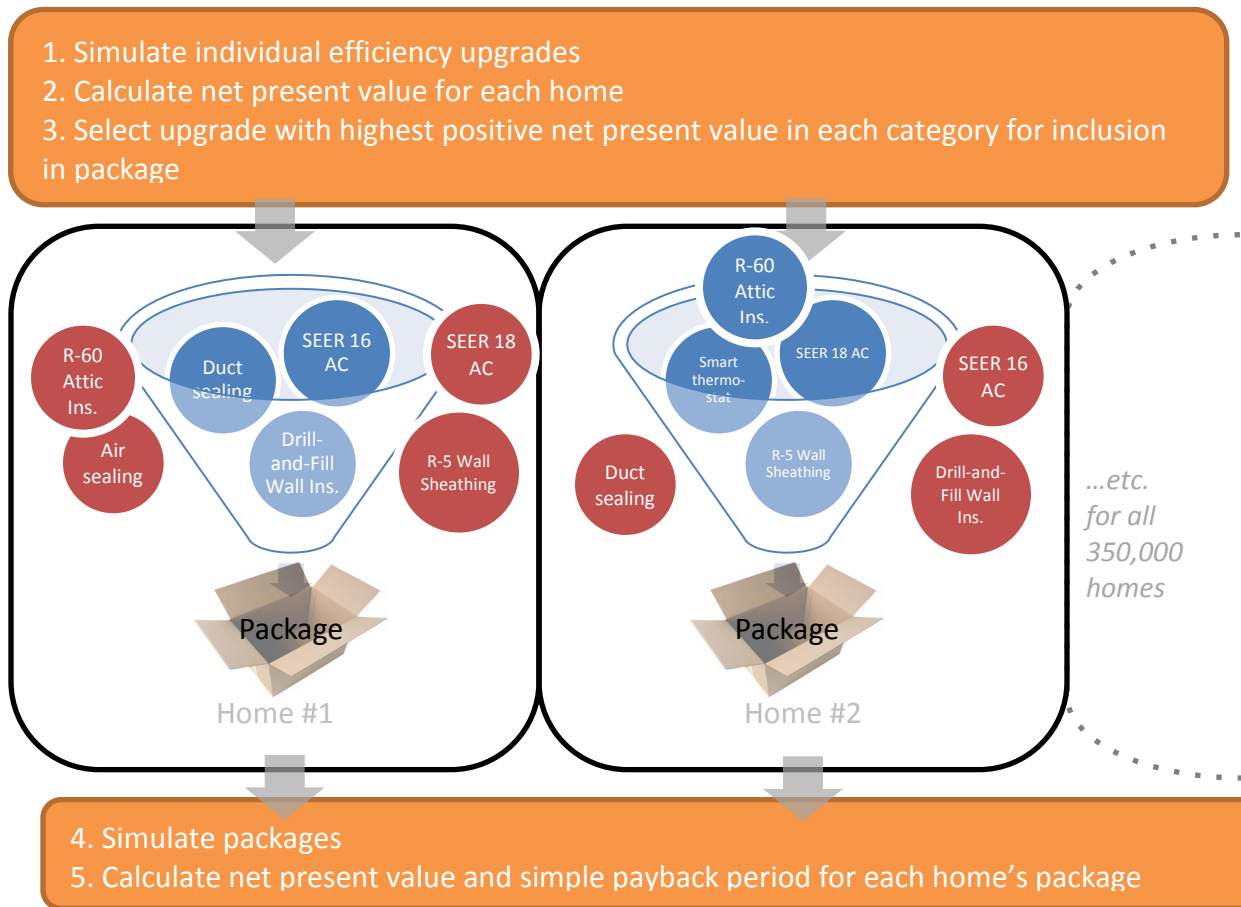 1. Simulate individual efficiency upgrades
2. Calculate net present value for each home
3. Select upgrade with highest positive net present value in each category for inclusion
in package
R-60
Attic
Ins.
Air
sealing
Duct
sealing
SEER 16
AC
Drill-
and-Fill
Wall Ins.
SEER 18
AC
R-5 Wall
Sheathing
Package
Home #1
R-60
Attic
Ins.
Smart
thermo-
stat
SEER 18 AC
R-5 Wall
Sheathing
Duct
sealing
SEER 16
AC
Drill-and-
Fill Wall
Ins.
Package
Home #2
...etc.
for all
350,000
homes
4. Simulate packages
5. Calculate net present value and simple payback period for each home's package